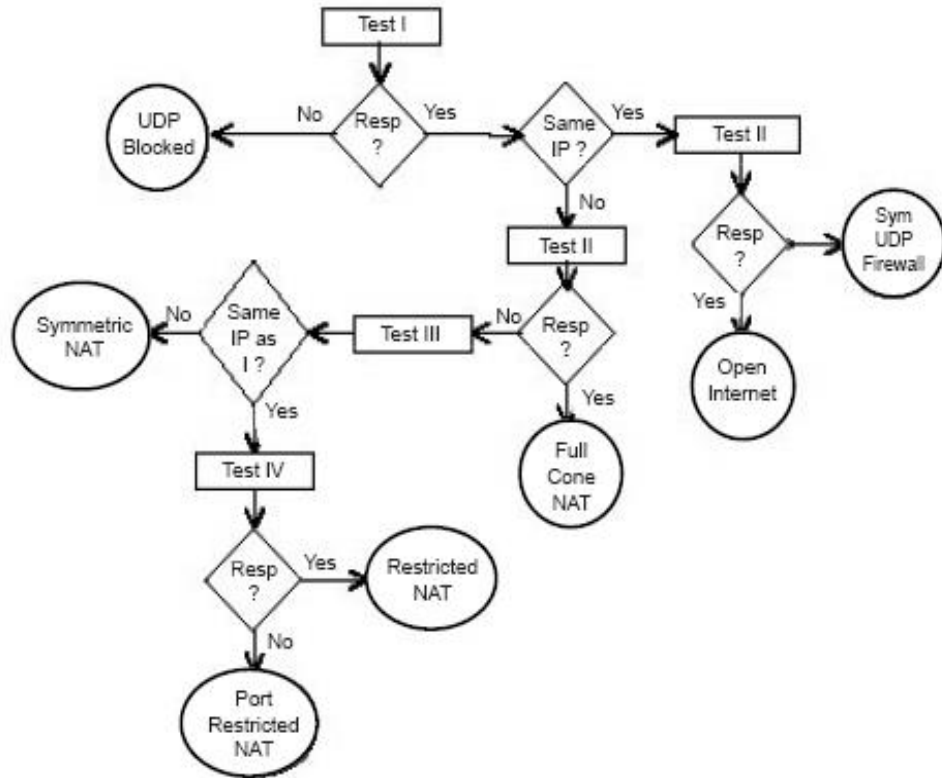 Test I
UDP
Blocked
No
Resp
?
Yes
Same
IP ?
Yes
Test II
No
Resp
?
Sym
UDP
Firewall
Yes
Open
Internet
Test II
Resp
?
No
Yes
Full
Cone
NAT
Test III
Same
IP as
I ?
No
Symmetric
NAT
Yes
Test IV
Resp
?
Yes
Restricted
NAT
No
Port
Restricted
NAT